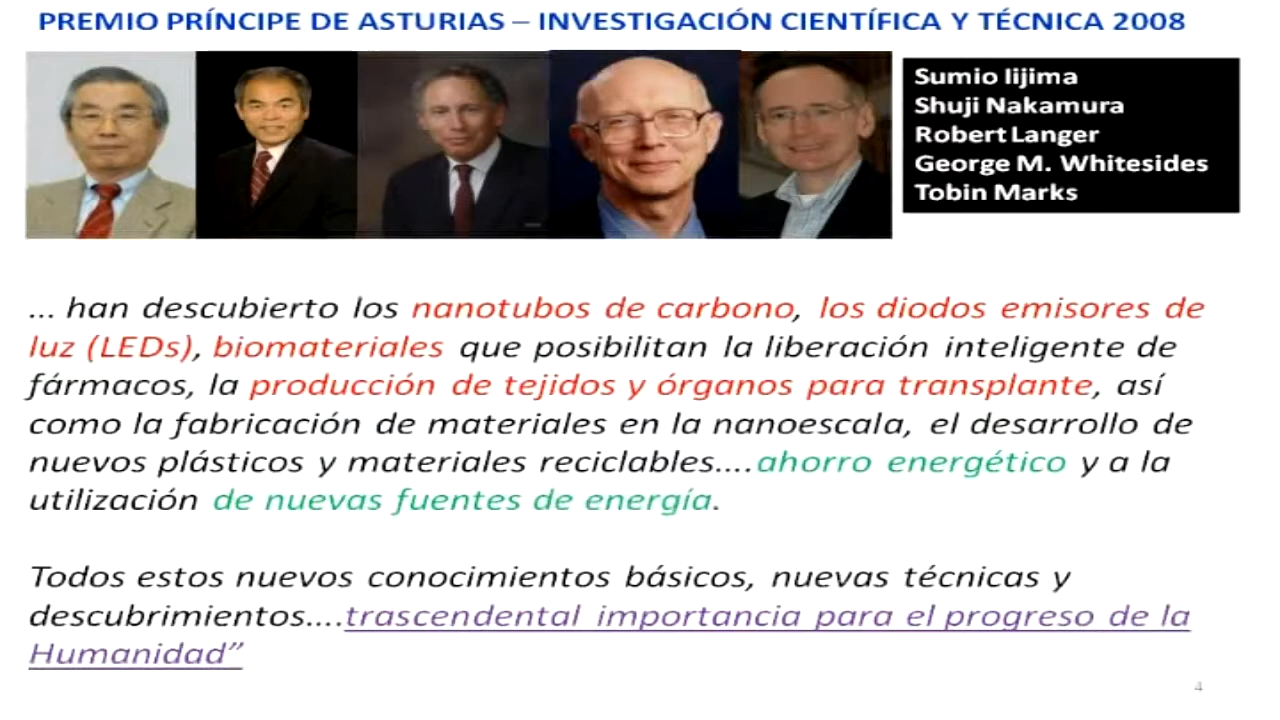 PREMIO PRÍNCIPE DE ASTURIAS – INVESTIGACIÓN CIENTÍFICA Y TÉCNICA 2008
Sumio Iijima
Shuji Nakamura
Robert Langer
George M. Whitesides
Tobin Marks
... han descubierto los nanotubos de carbono, los diodos emisores de
luz (LEDs), biomateriales que posibilitan la liberación inteligente de
fármacos, la producción de tejidos y órganos para transplante, así
como la fabricación de materiales en la nanoescala, el desarrollo de
nuevos plásticos y materiales reciclables....ahorro energético y a la
utilización de nuevas fuentes de energía.
Todos estos nuevos conocimientos básicos, nuevas técnicas y
descubrimientos....trascendental importancia para el progreso de la
Humanidad”
4